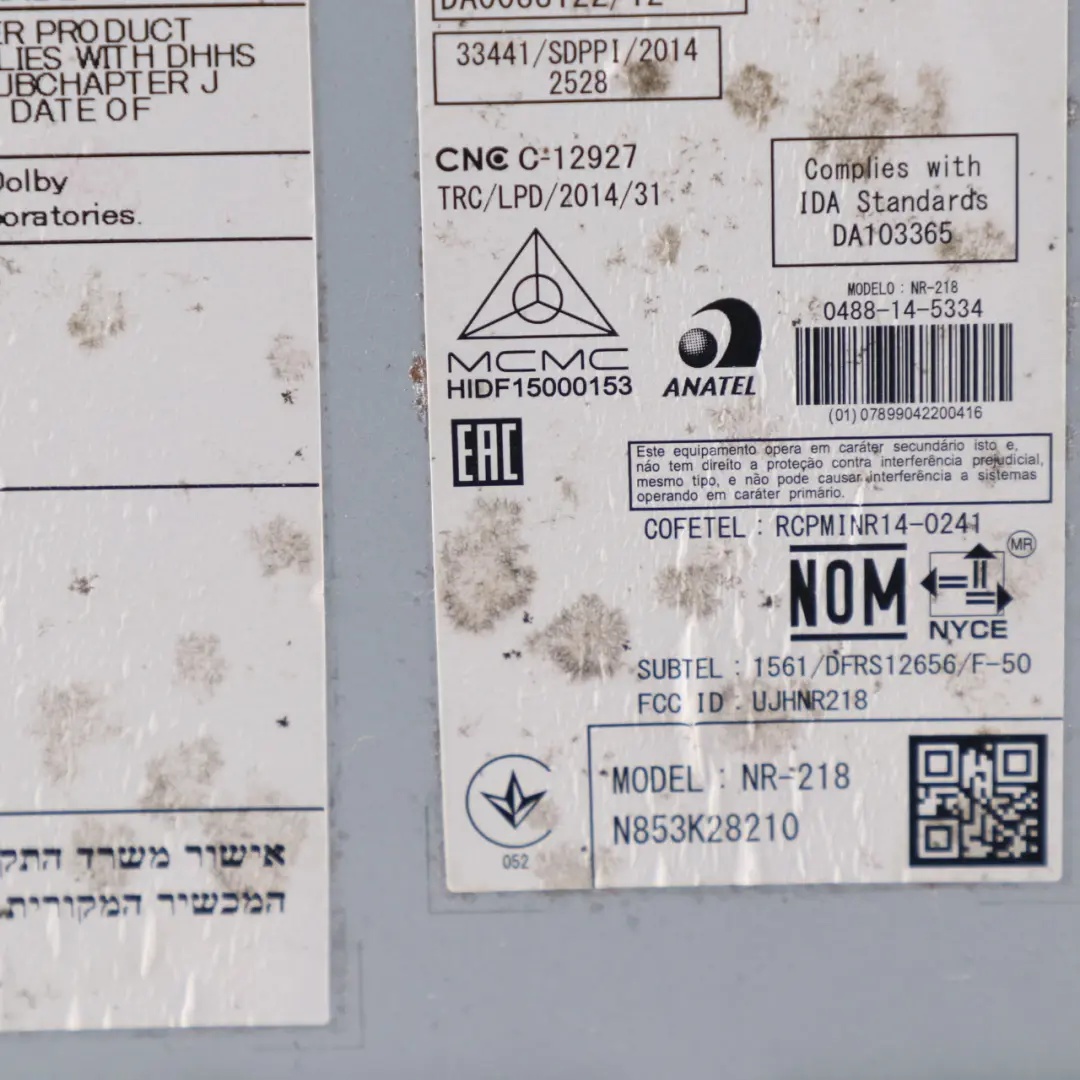 ER PRODUCT
LIES WITH DHHS
UBCHAPTER J
DATE OF
Dolby
oratories.
אישור משרד התק
המכשיר המקורית
33441/SDPPI/2014
2528
CNC C-12927
TRC/LPD/2014/31
Complies with
IDA Standards
DA103365
MCMC
HIDF15000153
ANATEL
MODELO : NR-218
0488-14-5334
(01)07899042200416
EAC
Este equipamento opera em caráter secundário isto e,
não tem direito a proteção contra interferência prejudicial,
mesmo tipo, e não pode causar interferência a sistemas
operando em caráter primário.
COFETEL : RCPMINR14-0241
NOM
MR
NYCE
SUBTEL : 1561/DFRS12656/F-50
FCC ID : UJHNR218
052
MODEL : NR-218
N853K28210